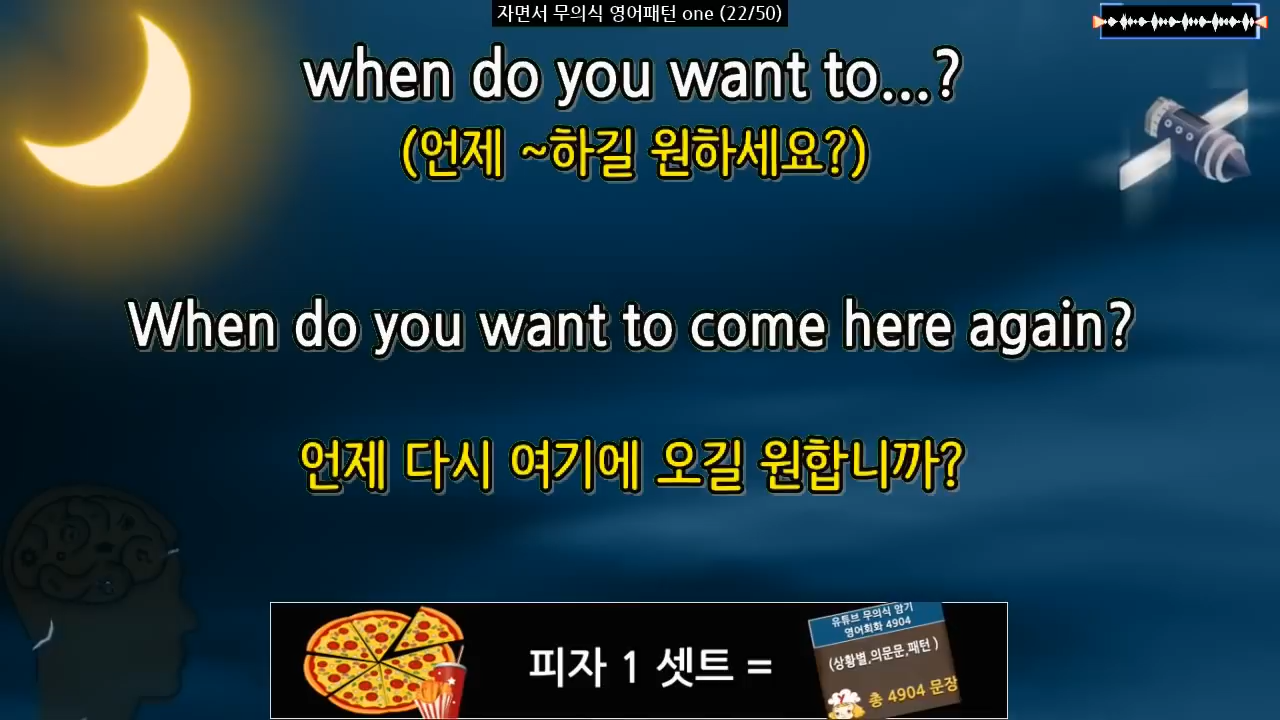 자면서 무의식 영어패턴 one (22/50)
when do you want to...?
(언제 ~하길 원하세요?)
When do you want to come here again?
언제 다시 여기에 오길 원합니까?
피자 1 셋트 =
유튜브 무의식 암기
영어회화 4904
(상황별,의문문,패턴 )
총 4904 문장